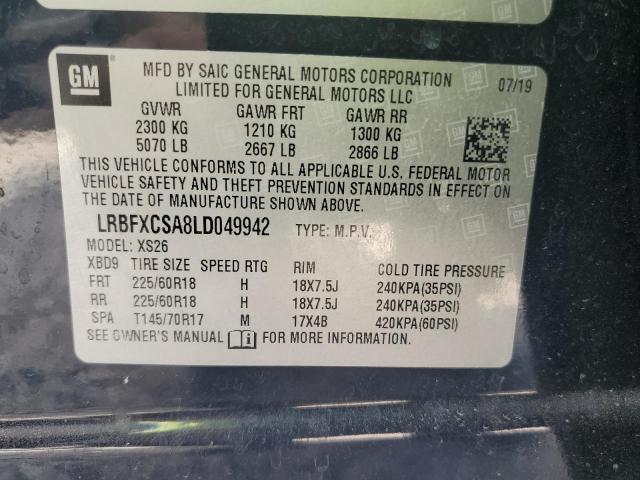 GM
MFD BY SAIC GENERAL MOTORS CORPORATION 07/19
LIMITED FOR GENERAL MOTORS LLC
GVWR GAWR FRT GAWR RR
2300 KG 1210 KG 1300 KG
5070 LB 2667 LB 2866 LB
THIS VEHICLE CONFORMS TO ALL APPLICABLE U.S. FEDERAL MOTOR
VEHICLE SAFETY AND THEFT PREVENTION STANDARDS IN EFFECT ON
THE DATE OF MANUFACTURE SHOWN ABOVE.
LRBFXCSA8LD049942 TYPE: M.P.V.
MODEL: XS26
XBD9 TIRE SIZE SPEED RTG RIM COLD TIRE PRESSURE
FRT 225/60R18 H 18X7.5J 240KPA(35PSI)
RR 225/60R18 H 18X7.5J 240KPA(35PSI)
SPA T145/70R17 M 17X4B 420KPA(60PSI)
SEE OWNER'S MANUAL FOR MORE INFORMATION.